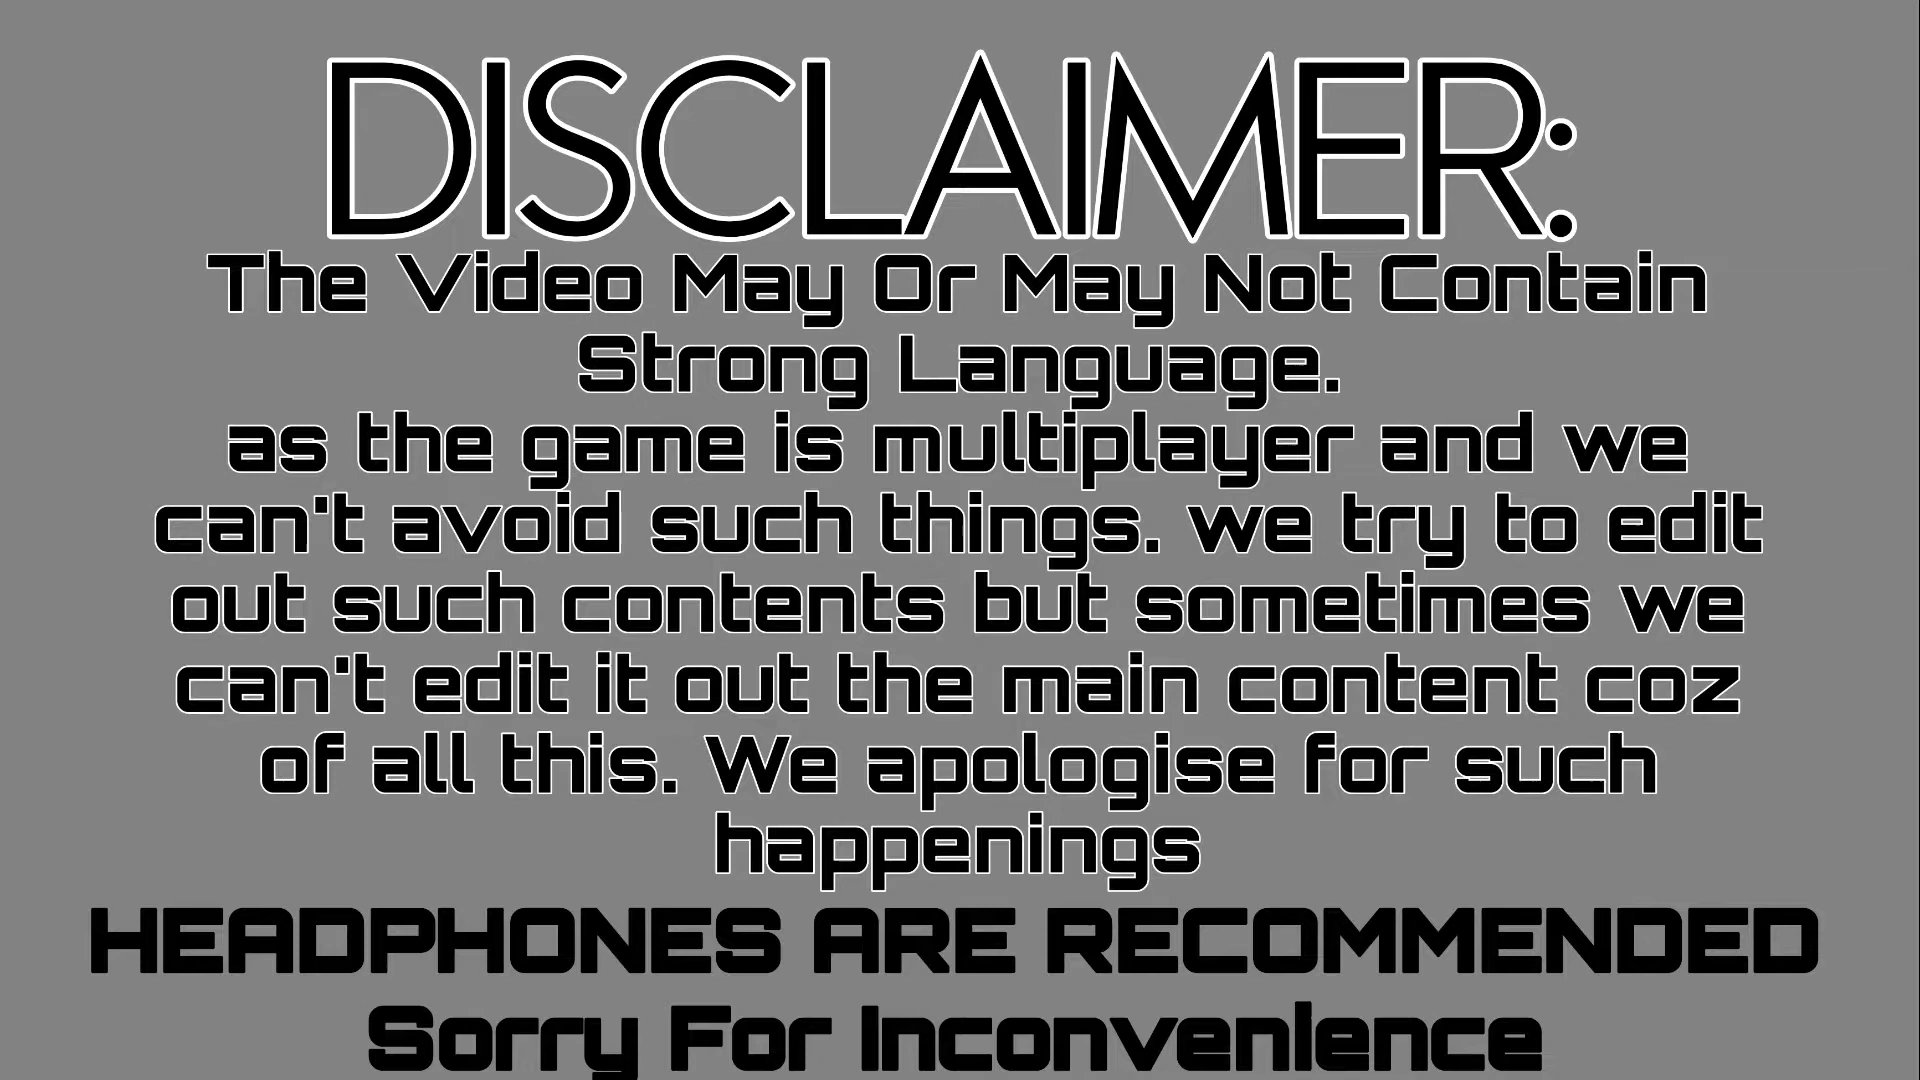 DISCLAIMER:
The Video May Or May Not Contain
Strong Language.
as the game is multiplayer and we
can't avoid such things. we try to edit
out such contents but sometimes we
can't edit it out the main content coz
of all this. We apologise for such
happenings
HEADPHONES ARE RECOMMENDED
Sorry For Inconvenience